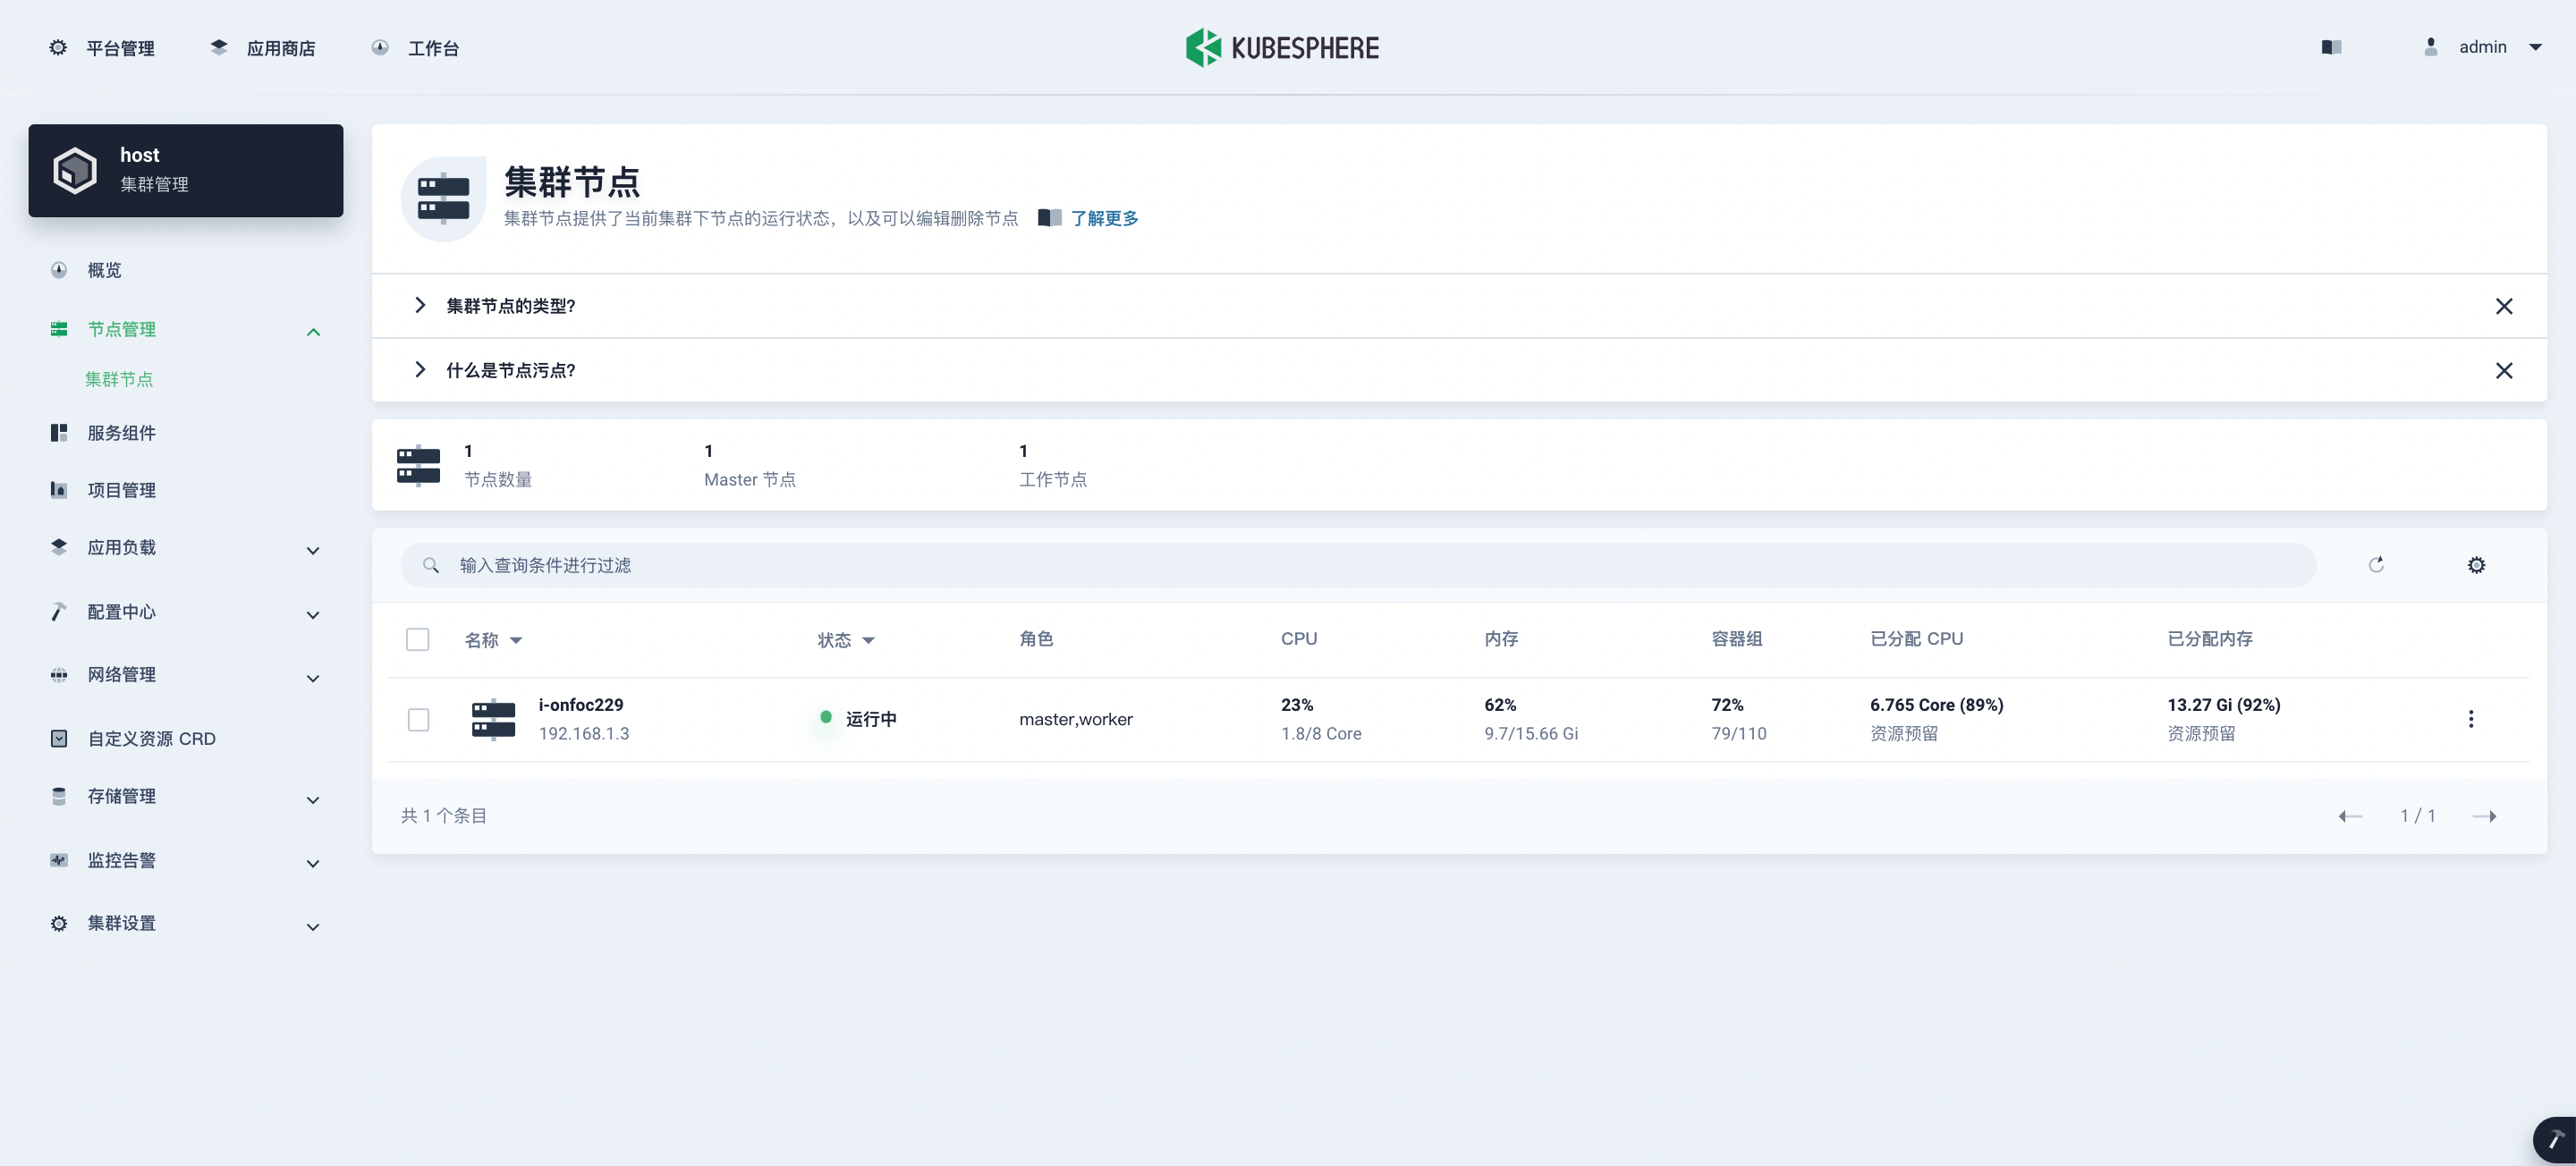 平台管理
应用商店
工作台
KUBESPHERE
admin
host
集群管理
概览
节点管理
集群节点
服务组件
项目管理
应用负载
配置中心
网络管理
自定义资源 CRD
存储管理
监控告警
集群设置
集群节点
集群节点提供了当前集群下节点的运行状态，以及可以编辑删除节点 了解更多
集群节点的类型?
什么是节点污点?
1 1 1
节点数量 Master 节点 工作节点
输入查询条件进行过滤
名称 状态 角色 CPU 内存 容器组 已分配 CPU 已分配内存
i-onfoc229 运行中 master,worker 23% 62% 72% 6.765 Core (89%) 13.27 Gi (92%)
192.168.1.3 1.8/8 Core 9.7/15.66 Gi 79/110 资源预留 资源预留
共 1 个条目
1 / 1